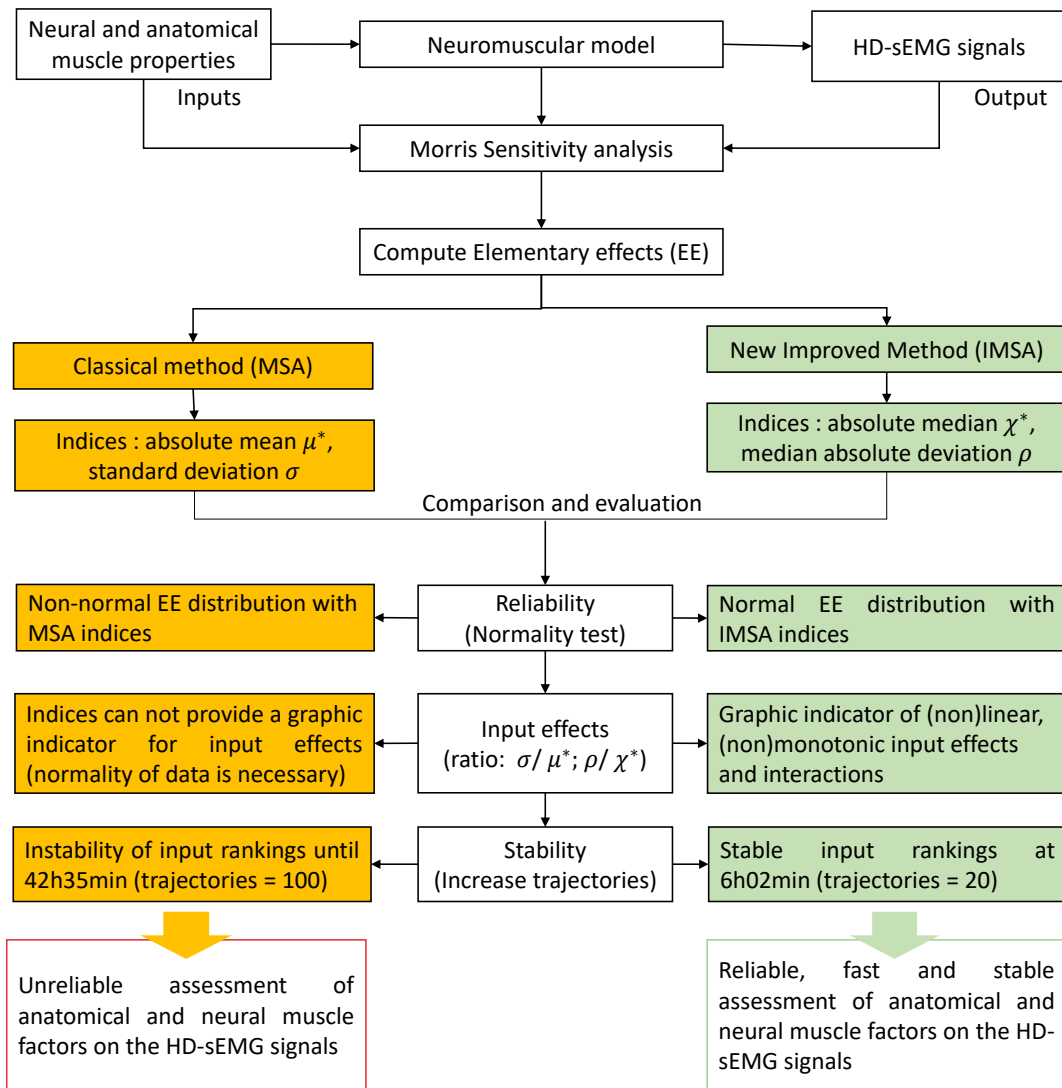 Neural and anatomical
muscle properties
Neuromuscular model
HD-sEMG signals
Inputs
Output
Morris Sensitivity analysis
Compute Elementary effects (EE)
Classical method (MSA)
New Improved Method (IMSA)
Indices : absolute mean μ*,
standard deviation σ
Indices : absolute median χ*,
median absolute deviation ρ
Comparison and evaluation
Non-normal EE distribution with
MSA indices
Reliability
(Normality test)
Normal EE distribution with
IMSA indices
Indices can not provide a graphic
indicator for input effects
(normality of data is necessary)
Input effects
(ratio: σ/ μ*; ρ/ χ*)
Graphic indicator of (non)linear,
(non)monotonic input effects
and interactions
Instability of input rankings until
42h35min (trajectories = 100)
Stability
(Increase trajectories)
Stable input rankings at
6h02min (trajectories = 20)
Unreliable assessment of
anatomical and neural muscle
factors on the HD-sEMG signals
Reliable, fast and stable
assessment of anatomical and
neural muscle factors on the HD-
sEMG signals